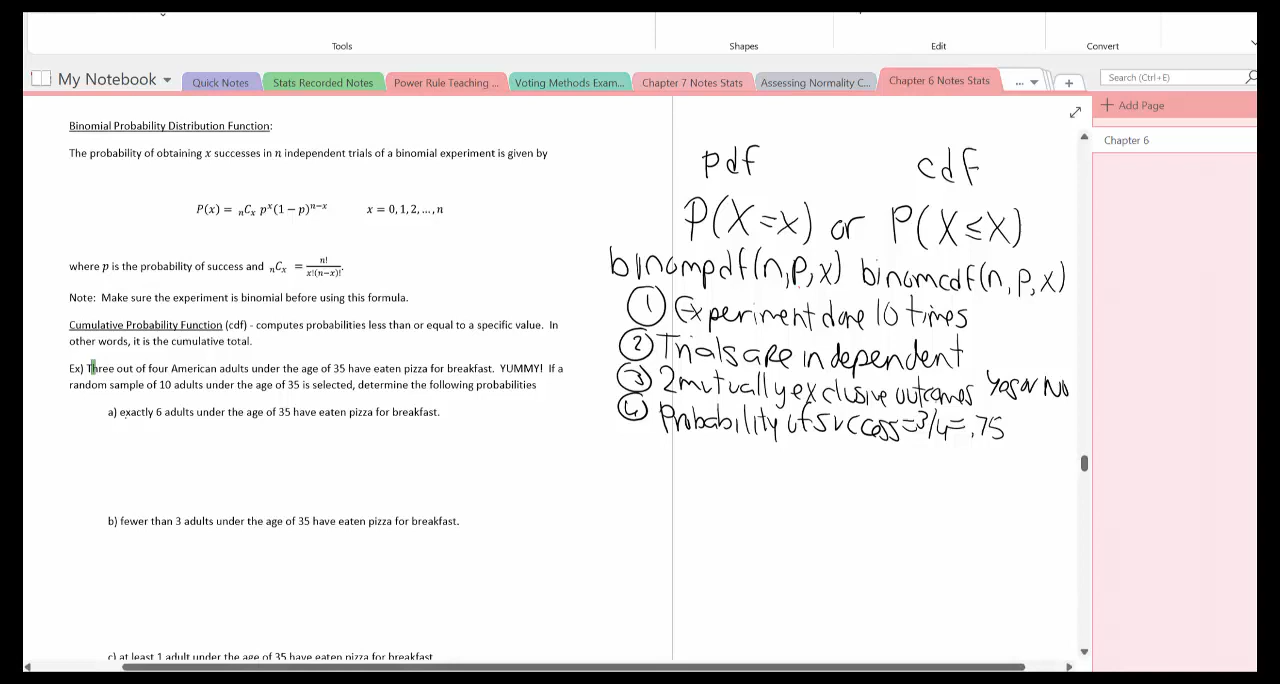 Tools Shapes Edit Convert
My Notebook Quick Notes Stats Recorded Notes Power Rule Teaching ... Voting Methods Exam... Chapter 7 Notes Stats Assessing Normality C... Chapter 6 Notes Stats ... + Search (Ctrl+E)
+ Add Page
Chapter 6
Binomial Probability Distribution Function:
The probability of obtaining x successes in n independent trials of a binomial experiment is given by
P(x) = ₙCₓ pˣ(1 − p)ⁿ⁻ˣ x = 0, 1, 2, ..., n
where p is the probability of success and ₙCₓ = n!/x!(n−x)!.
Note: Make sure the experiment is binomial before using this formula.
Cumulative Probability Function (cdf) - computes probabilities less than or equal to a specific value. In
other words, it is the cumulative total.
Ex) Three out of four American adults under the age of 35 have eaten pizza for breakfast. YUMMY! If a
random sample of 10 adults under the age of 35 is selected, determine the following probabilities
a) exactly 6 adults under the age of 35 have eaten pizza for breakfast.
b) fewer than 3 adults under the age of 35 have eaten pizza for breakfast.
c) at least 1 adult under the age of 35 have eaten pizza for breakfast
pdf cdf
P(X=x) or P(X≤x)
binompdf(n,p,x) binomcdf(n,p,x)
① Experiment done 10 times
② Trials are independent
③ 2 mutually exclusive outcomes Yes or No
④ Probability of success=3/4=.75